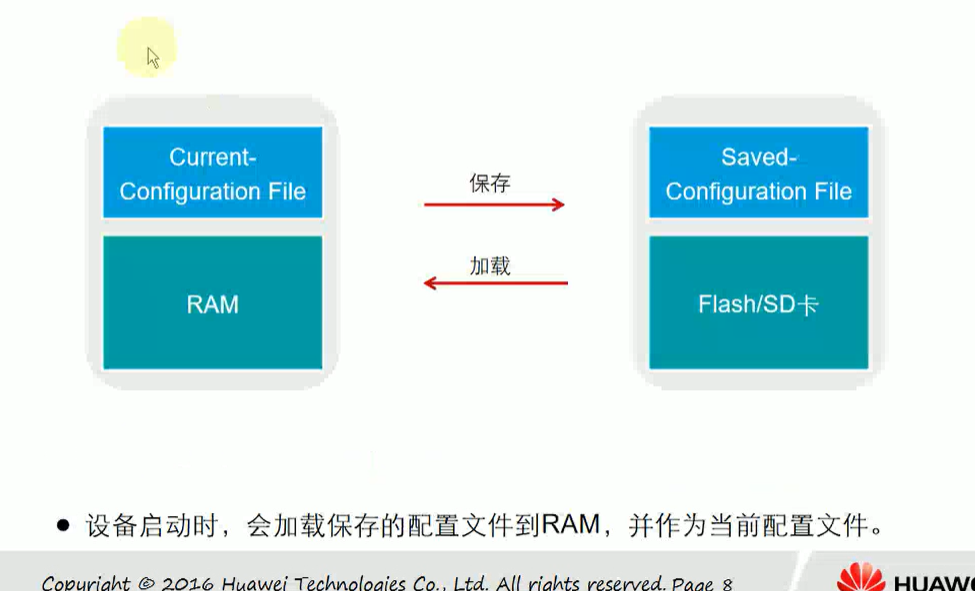 Current-
Configuration File
RAM
保存
加载
Saved-
Configuration File
Flash/SD卡
● 设备启动时，会加载保存的配置文件到RAM，并作为当前配置文件。
Copyright © 2016 Huawei Technologies Co., Ltd. All rights reserved. Page 8
HUAW